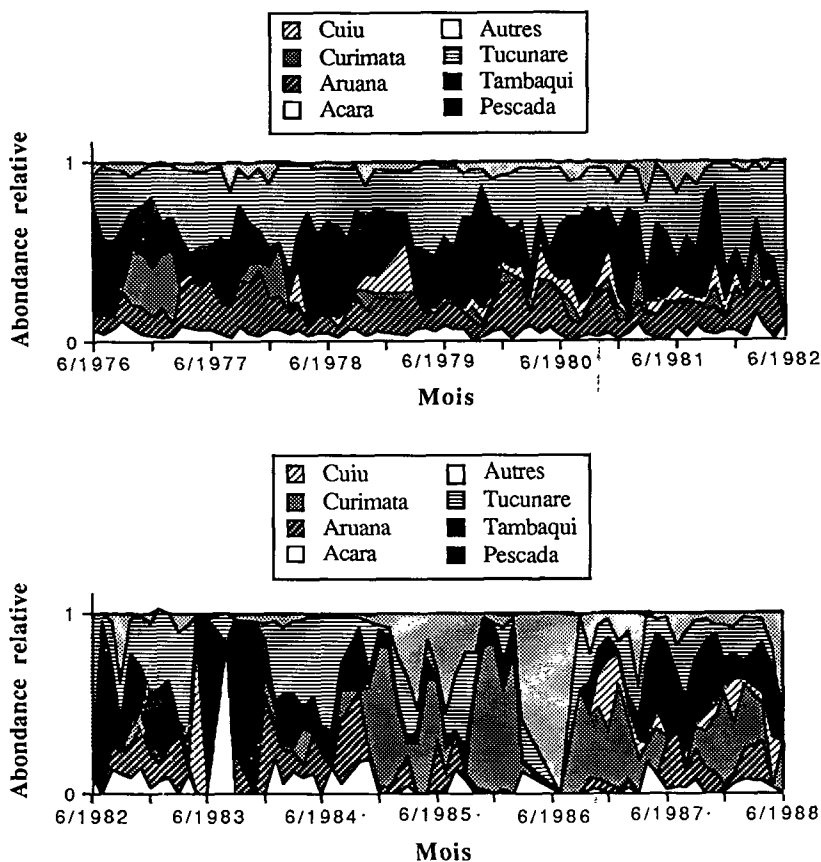 Cuiu Autres
Curimata Tucunare
Aruana Tambaqui
Acara Pescada
Abondance relative
1
0
6/1976 6/1977 6/1978 6/1979 6/1980 6/1981 6/1982
Mois
Cuiu Autres
Curimata Tucunare
Aruana Tambaqui
Acara Pescada
Abondance relative
1
0
6/1982 6/1983 6/1984 6/1985 6/1986 6/1987 6/1988
Mois